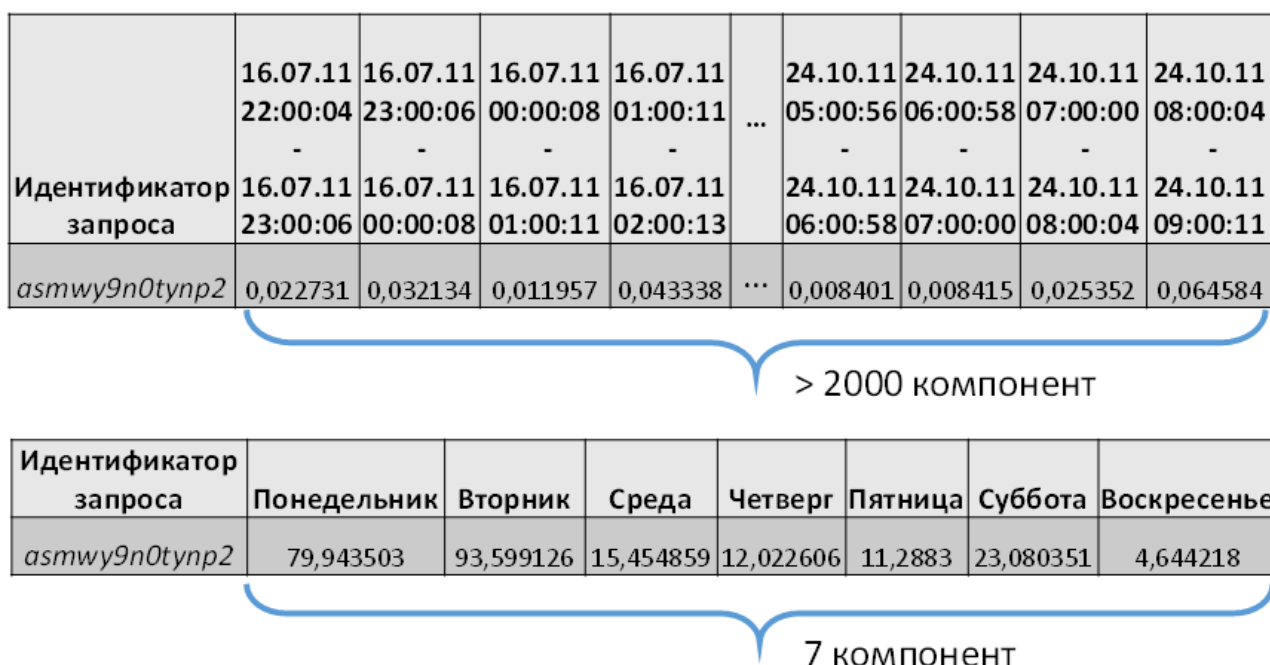 16.07.11 16.07.11 16.07.11 16.07.11 24.10.11 24.10.11 24.10.11 24.10.11
22:00:04 23:00:06 00:00:08 01:00:11 ... 05:00:56 06:00:58 07:00:00 08:00:04
- - - - - - - -
Идентификатор 16.07.11 16.07.11 16.07.11 16.07.11 24.10.11 24.10.11 24.10.11 24.10.11
запроса 23:00:06 00:00:08 01:00:11 02:00:13 06:00:58 07:00:00 08:00:04 09:00:11
asmwy9n0tynp2 0,022731 0,032134 0,011957 0,043338 ... 0,008401 0,008415 0,025352 0,064584
> 2000 компонент
Идентификатор
запроса Понедельник Вторник Среда Четверг Пятница Суббота Воскресенье
asmwy9n0tynp2 79,943503 93,599126 15,454859 12,022606 11,2883 23,080351 4,644218
7 компонент